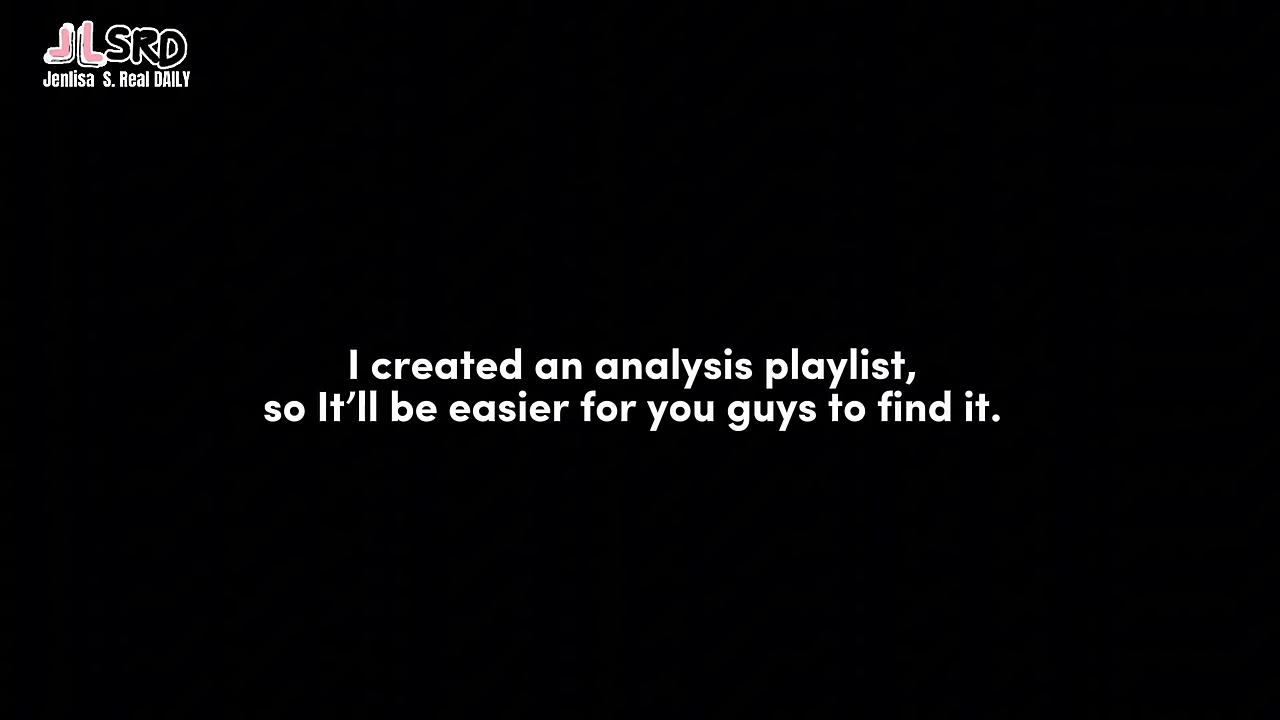 JLSRD
Jenlisa S. Real DAILY
I created an analysis playlist,
so It’ll be easier for you guys to find it.